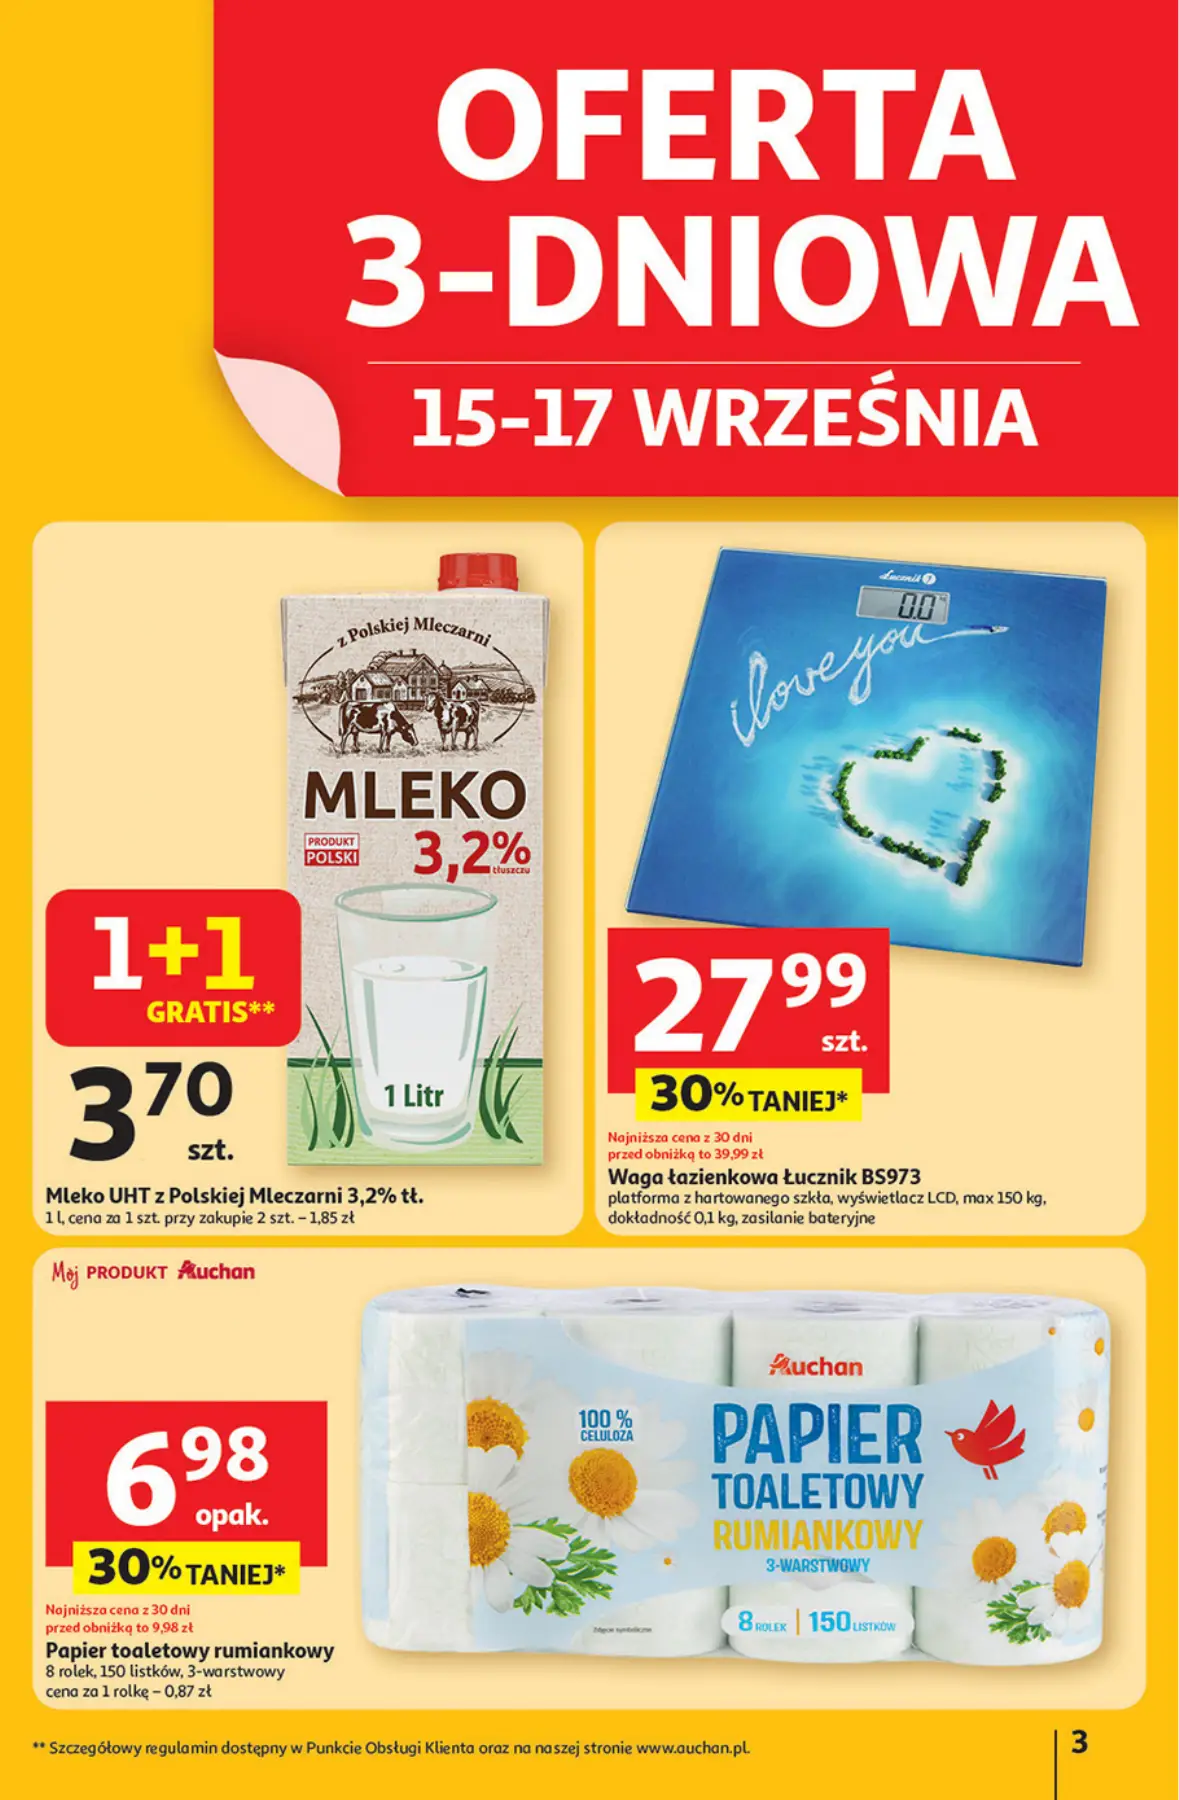 OFERTA
3-DNIOWA
15-17 WRZEŚNIA
z Polskiej Mleczarni
MLEKO
PRODUKT
POLSKI
3,2%
tłuszczu
1 Litr
1+1
GRATIS**
3 70
szt.
Mleko UHT z Polskiej Mleczarni 3,2% tł.
1 l, cena za 1 szt. przy zakupie 2 szt. – 1,85 zł
Łucznik
0.0
i love you
27 99
szt.
30% TANIEJ*
Najniższa cena z 30 dni
przed obniżką to 39,99 zł
Waga łazienkowa Łucznik BS973
platforma z hartowanego szkła, wyświetlacz LCD, max 150 kg,
dokładność 0,1 kg, zasilanie bateryjne
Mój PRODUKT Auchan
6 98
opak.
30% TANIEJ*
Najniższa cena z 30 dni
przed obniżką to 9,98 zł
Papier toaletowy rumiankowy
8 rolek, 150 listków, 3-warstwowy
cena za 1 rolkę – 0,87 zł
Auchan
100 %
CELULOZA
PAPIER
TOALETOWY
RUMIANKOWY
3-WARSTWOWY
8 ROLEK | 150 LISTKÓW
Zdjęcie symboliczne
** Szczegółowy regulamin dostępny w Punkcie Obsługi Klienta oraz na naszej stronie www.auchan.pl.
3